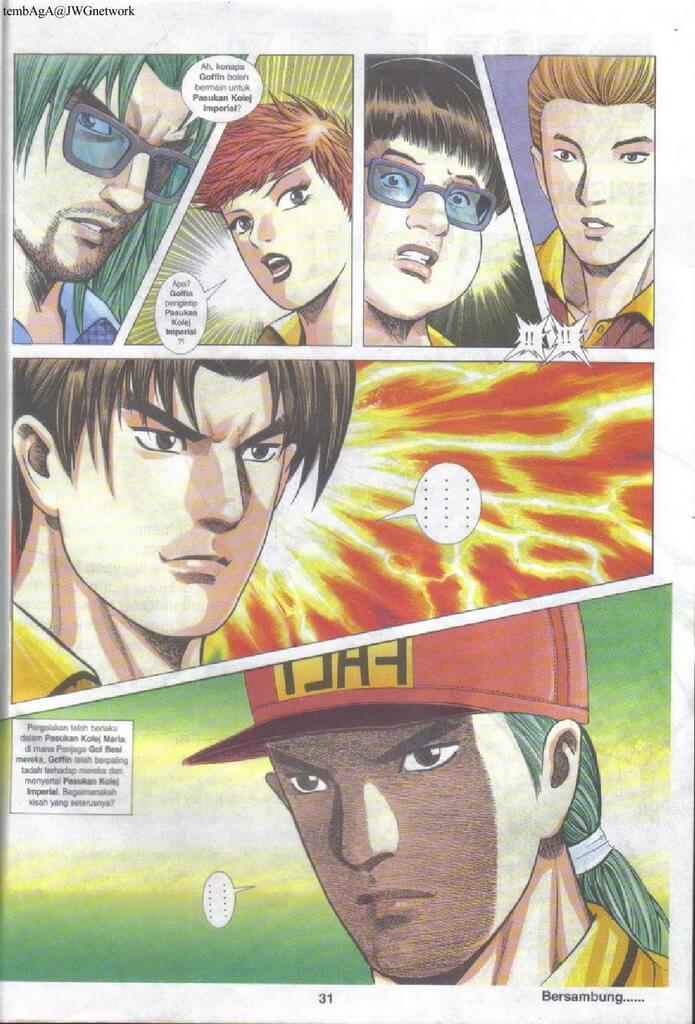 tembAgA@JWGnetwork
Ah, kenapa
Goffin boleh
bermain untuk
Pasukan Kolej
Imperial?
Apa?
Goffin
pengintip
Pasukan
Kolej
Imperial
?!
!! !!
Pergolakan telah berlaku
dalam Pasukan Kolej Maria,
di mana Penjaga Gol Besi
mereka, Goffin telah berpaling
tadah terhadap mereka dan
menyertai Pasukan Kolej
Imperial. Bagaimanakah
kisah yang seterusnya?
31
Bersambung......